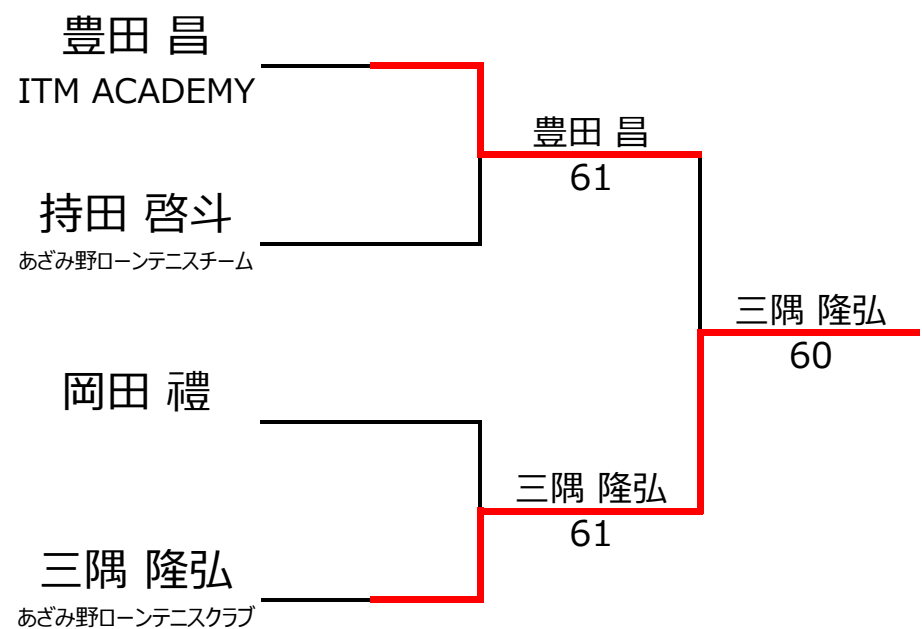 豊田 昌
ITM ACADEMY
豊田 昌
61
持田 啓斗
あざみ野ローンテニスチーム
三隅 隆弘
60
岡田 禮
三隅 隆弘
61
三隅 隆弘
あざみ野ローンテニスクラブ